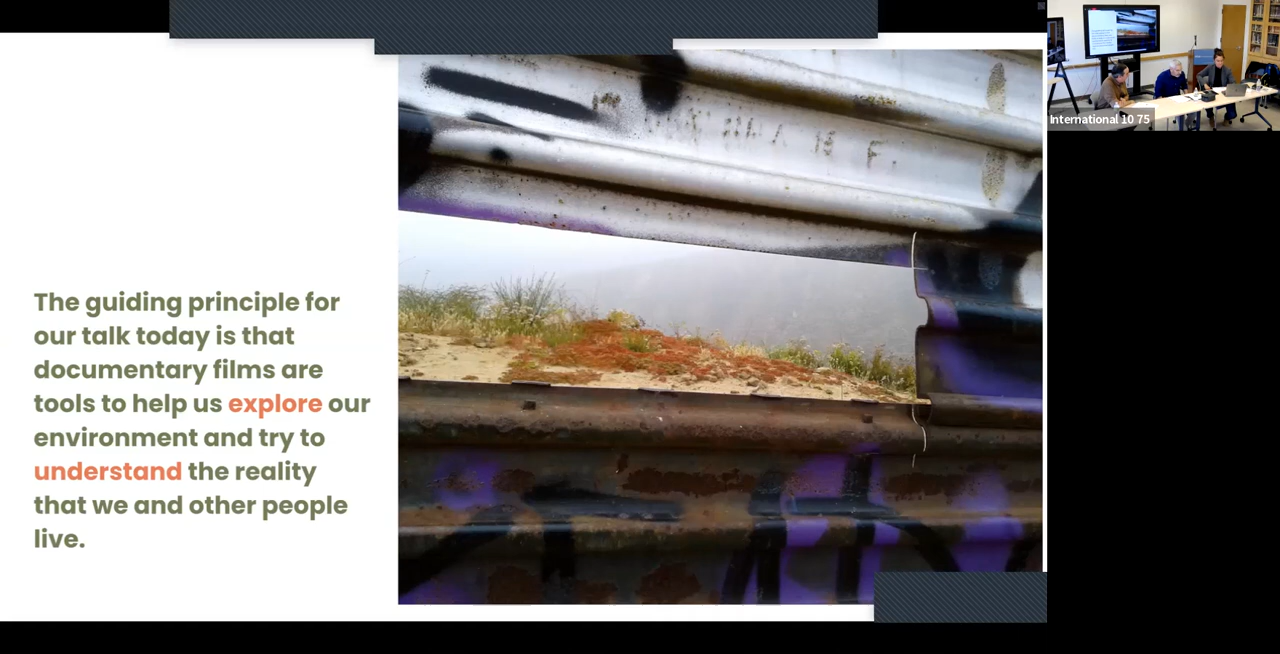 The guiding principle for
our talk today is that
documentary films are
tools to help us explore our
environment and try to
understand the reality
that we and other people
live.
International 10 75